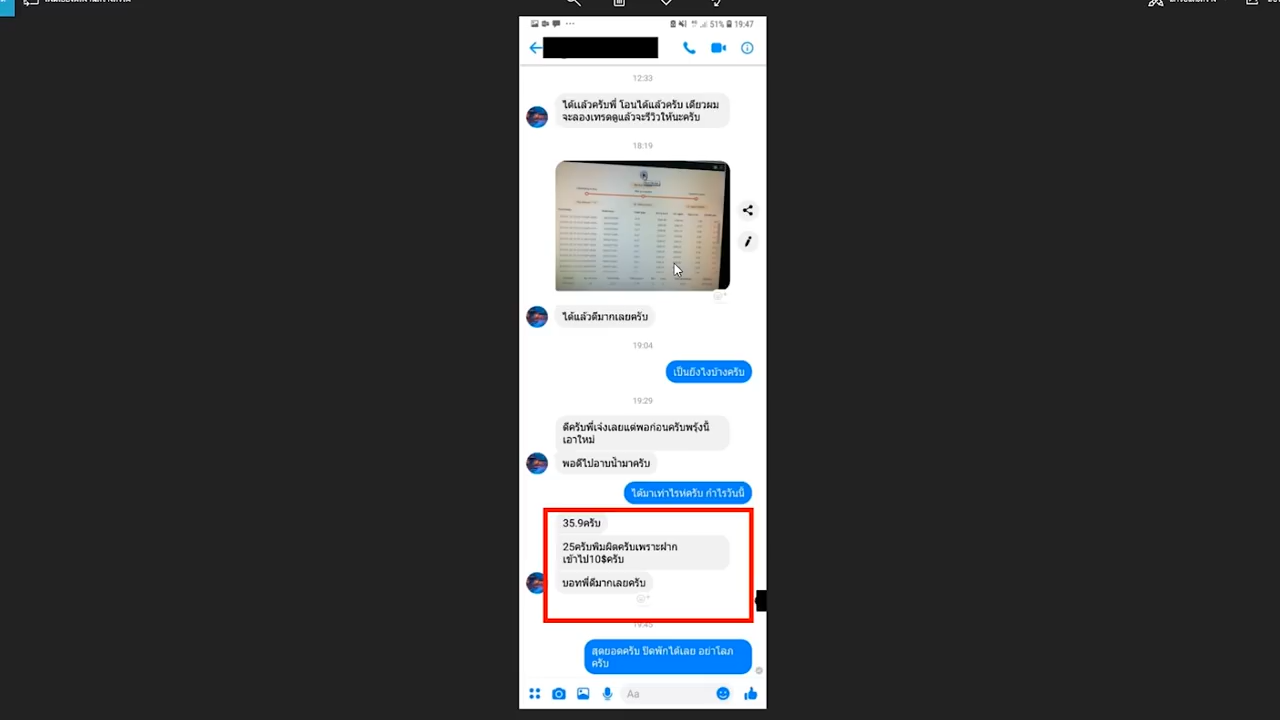 51% 19:47
12:33
ได้แล้วครับพี่ โอนได้แล้วครับ เดียวผม
จะลองเทรดดูแล้วจะรีวิวให้นะครับ
18:19
ได้แล้วดีมากเลยครับ
19:04
เป็นยังไงบ้างครับ
19:29
ดีครับพี่เจ๋งเลยแต่พอก่อนครับพรุ้งนี้
เอาใหม่
พอดีไปอาบน้ำมาครับ
ได้มาเท่าไรห่ครับ กำไรวันนี้
35.9ครับ
25ครับพิมผิดครับเพราะฝาก
เข้าไป10$ครับ
บอทพี่ดีมากเลยครับ
19:45
สุดยอดครับ ปิดพักได้เลย อย่าโลภ
ครับ
Aa